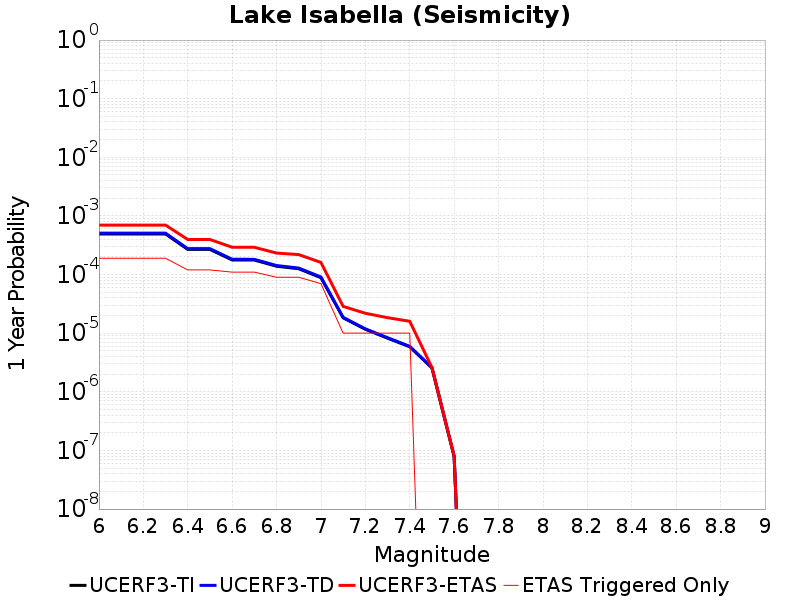 Lake Isabella (Seismicity)
1 Year Probability
10^0
10^-1
10^-2
10^-3
10^-4
10^-5
10^-6
10^-7
10^-8
6 6.2 6.4 6.6 6.8 7 7.2 7.4 7.6 7.8 8 8.2 8.4 8.6 8.8 9
Magnitude
UCERF3-TI UCERF3-TD UCERF3-ETAS ETAS Triggered Only